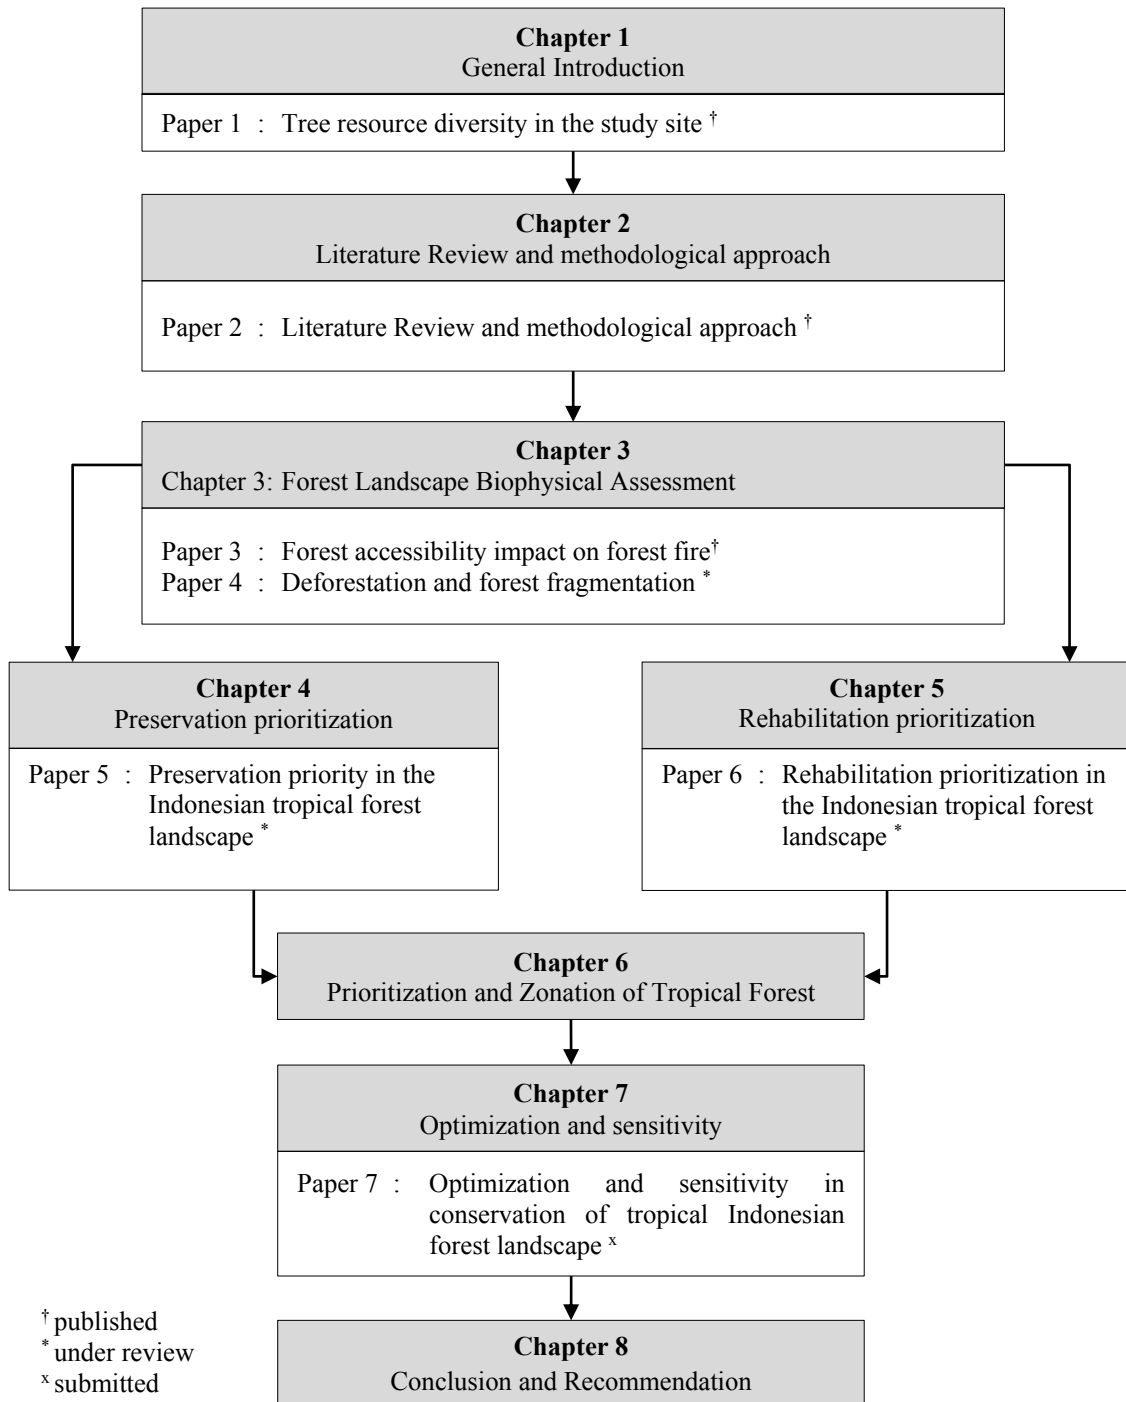 Chapter 1
General Introduction
Paper 1 : Tree resource diversity in the study site †
Chapter 2
Literature Review and methodological approach
Paper 2 : Literature Review and methodological approach †
Chapter 3
Chapter 3: Forest Landscape Biophysical Assessment
Paper 3 : Forest accessibility impact on forest fire†
Paper 4 : Deforestation and forest fragmentation *
Chapter 4
Preservation prioritization
Paper 5 : Preservation priority in the
Indonesian tropical forest
landscape *
Chapter 5
Rehabilitation prioritization
Paper 6 : Rehabilitation prioritization in
the Indonesian tropical forest
landscape *
Chapter 6
Prioritization and Zonation of Tropical Forest
Chapter 7
Optimization and sensitivity
Paper 7 : Optimization and sensitivity in
conservation of tropical Indonesian
forest landscape x
† published
* under review
x submitted
Chapter 8
Conclusion and Recommendation